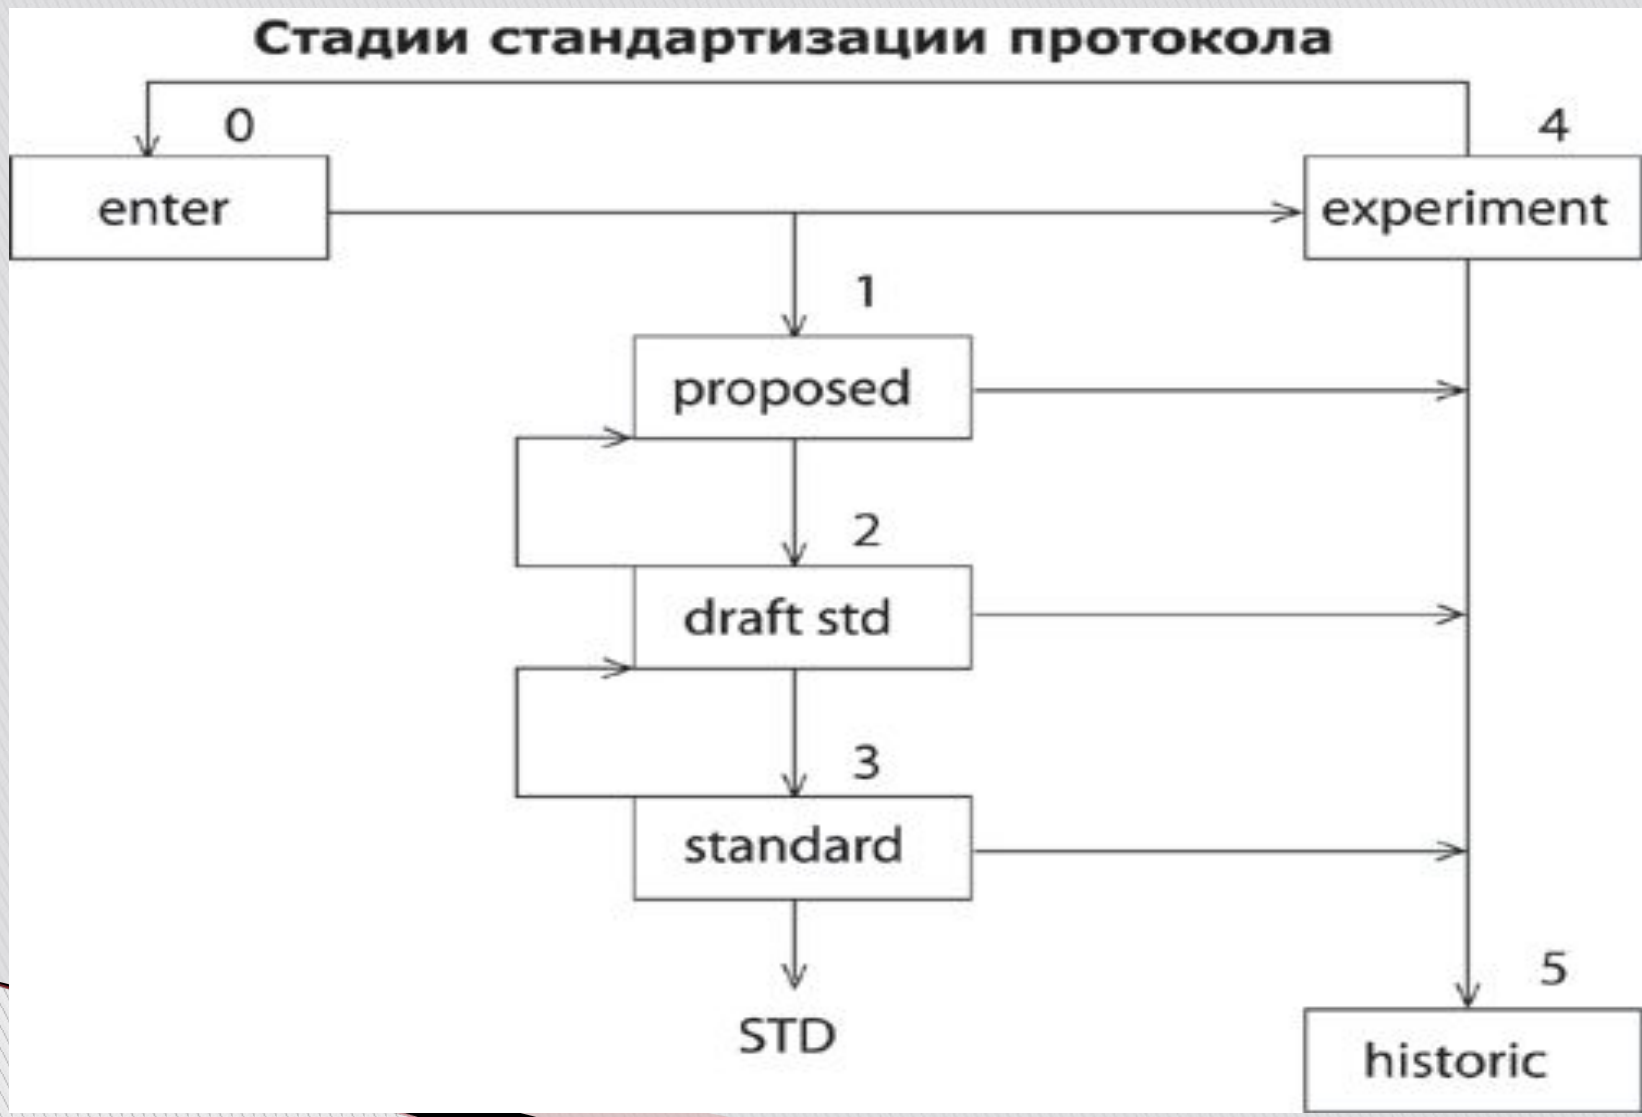 Стадии стандартизации протокола
0
4
enter
experiment
1
proposed
2
draft std
3
standard
5
STD
historic